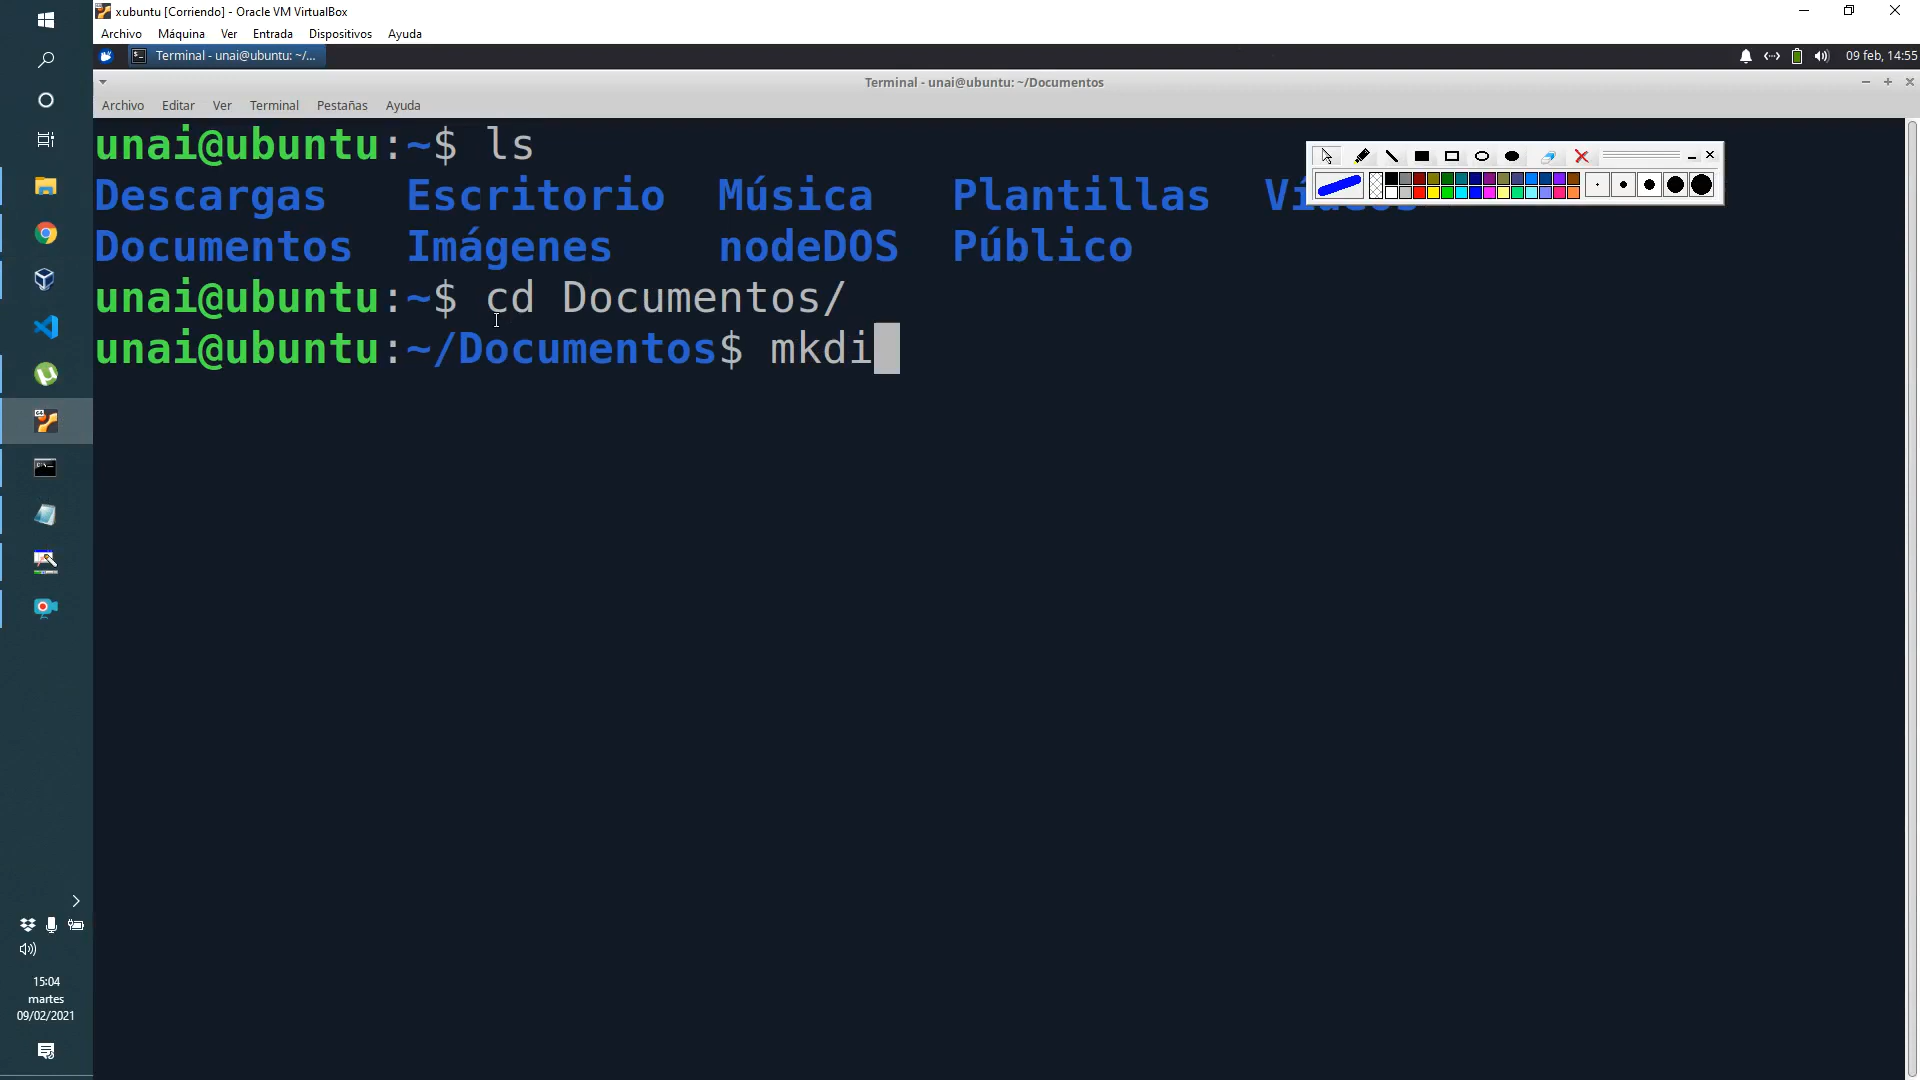 xubuntu [Corriendo] - Oracle VM VirtualBox
Archivo Máquina Ver Entrada Dispositivos Ayuda
Terminal - unai@ubuntu: ~/...
09 feb, 14:55
Terminal - unai@ubuntu: ~/Documentos
Archivo Editar Ver Terminal Pestañas Ayuda
unai@ubuntu:~$ ls
Descargas Escritorio Música Plantillas Vídeos
Documentos Imágenes nodeDOS Público
unai@ubuntu:~$ cd Documentos/
unai@ubuntu:~/Documentos$ mkdi
15:04
martes
09/02/2021